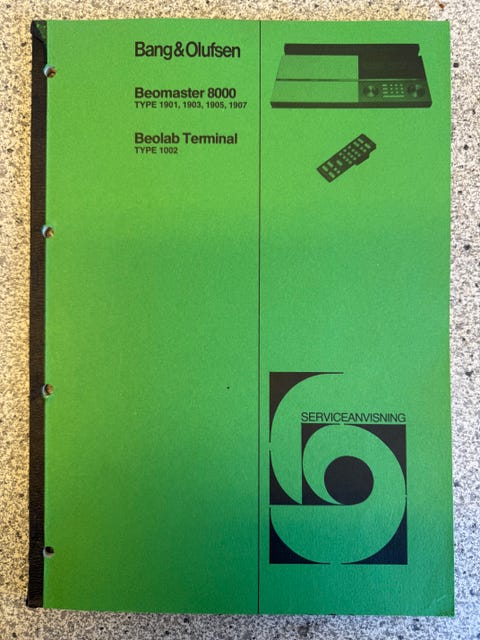 Bang&Olufsen
Beomaster 8000
TYPE 1901, 1903, 1905, 1907
Beolab Terminal
TYPE 1002
SERVICEANVISNING